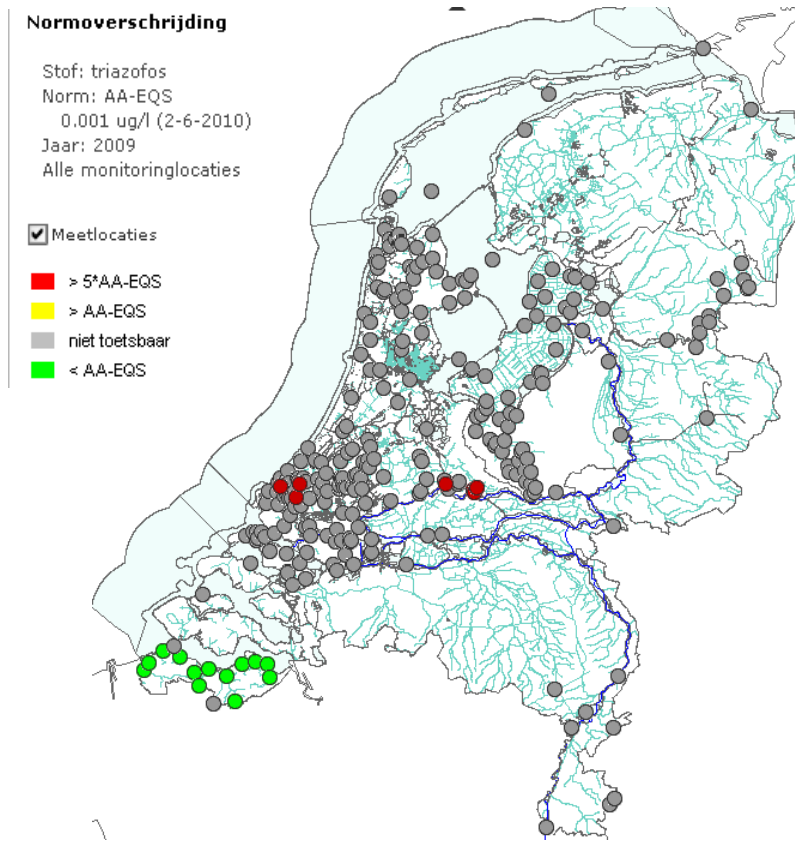 Normoverschrijding
Stof: triazofos
Norm: AA-EQS
0.001 ug/l (2-6-2010)
Jaar: 2009
Alle monitoringlocaties
Meetlocaties
> 5*AA-EQS
> AA-EQS
niet toetsbaar
< AA-EQS